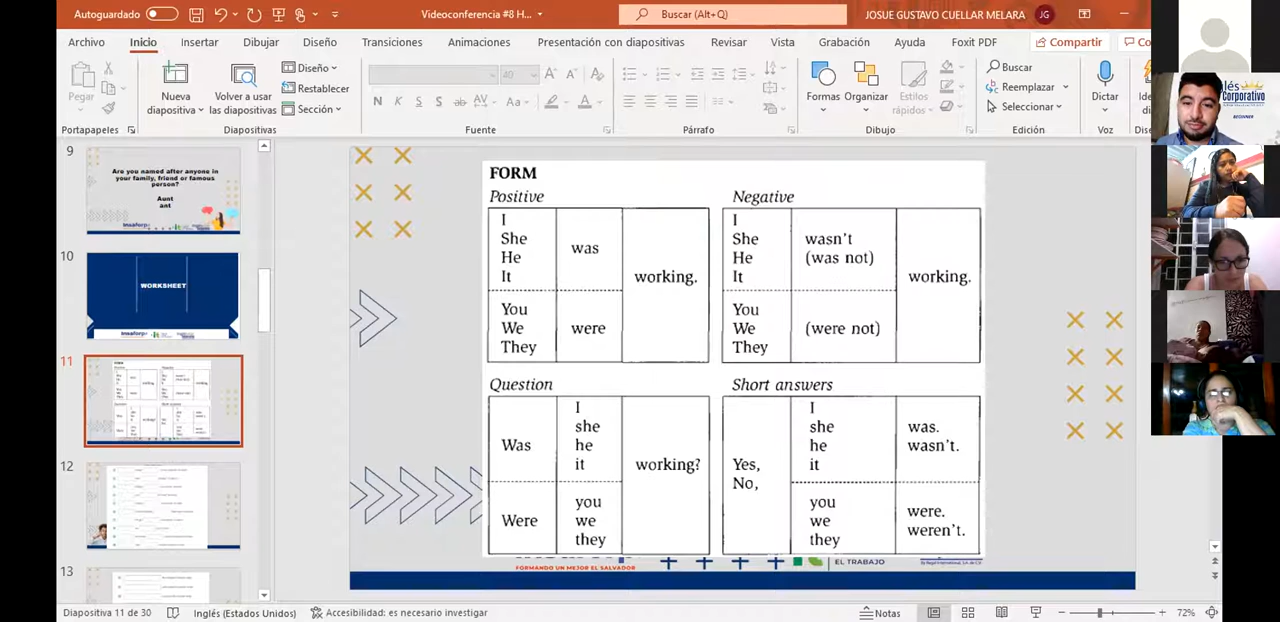 Autoguardado
Videoconferencia #8 H...
Buscar (Alt+Q)
JOSUE GUSTAVO CUELLAR MELARA
JG
Archivo Inicio Insertar Dibujar Diseño Transiciones Animaciones Presentación con diapositivas Revisar Vista Grabación Ayuda Foxit PDF Compartir Co
Pegar
Nueva diapositiva
Volver a usar las diapositivas
Diseño
Restablecer
Sección
40
N C S
Aa
Formas Organizar Estilos rápidos
Buscar
Reemplazar
Seleccionar
Dictar
Portapapeles Diapositivas Fuente Párrafo Dibujo Edición Voz
9
Are you named after anyone in
your family, friend or famous
person?
Aunt
ant
10
WORKSHEET
11
12
13
FORM
Positive
I
She
He
It
was
You
We
They
were
working.
Negative
I
She
He
It
wasn't
(was not)
You
We
They
(were not)
working.
Question
Was
I
she
he
it
Were
you
we
they
working?
Short answers
Yes,
No,
I
she
he
it
was.
wasn't.
you
we
they
were.
weren't.
FORMANDO UN MEJOR EL SALVADOR
EL TRABAJO
lés
Corporativo
BEGINNER
Diapositiva 11 de 30 Inglés (Estados Unidos) Accesibilidad: es necesario investigar Notas 72%